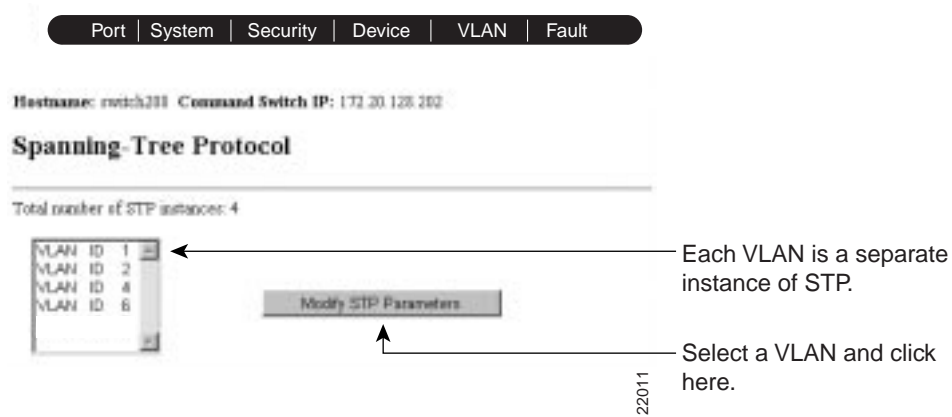 Port | System | Security | Device | VLAN | Fault
Hostname: Command Switch IP: 172.20.128.202
Spanning-Tree Protocol
Total number of STP instances: 4
VLAN ID 1
VLAN ID 2
VLAN ID 4
VLAN ID 6
Each VLAN is a separate
instance of STP.
Modify STP Parameters
Select a VLAN and click
here.
22011